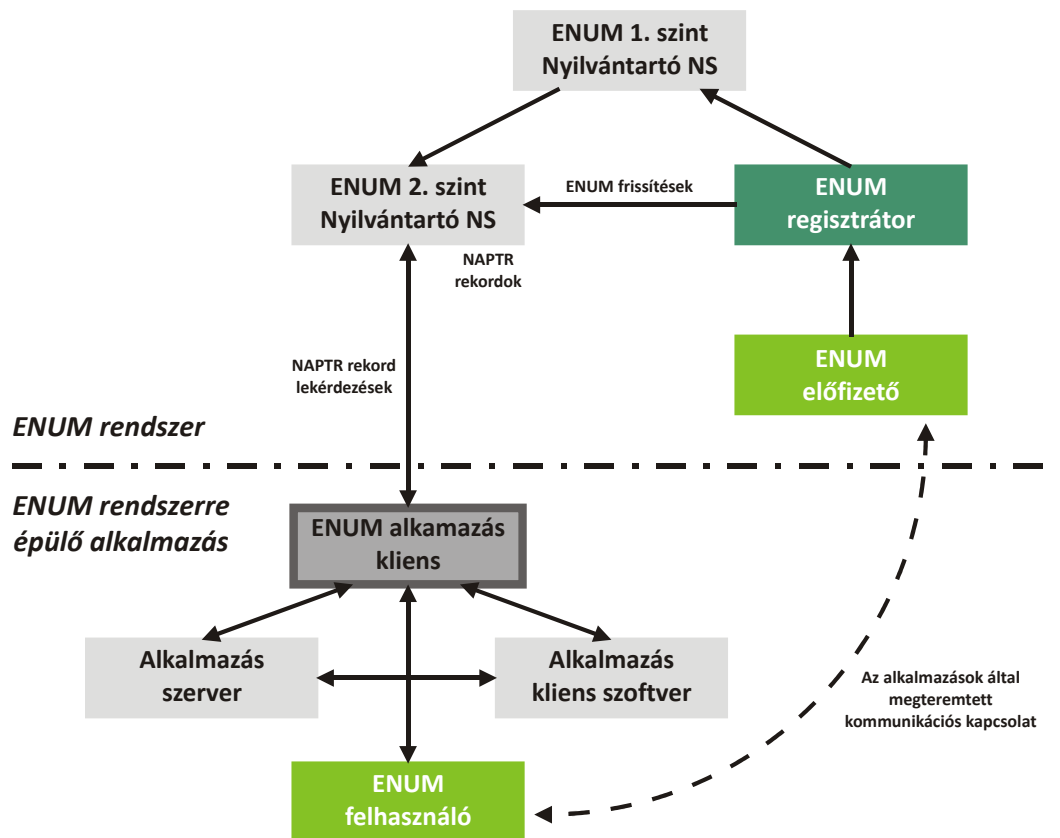 ENUM 1. szint
Nyilvántartó NS
ENUM 2. szint
Nyilvántartó NS
ENUM frissítések
ENUM
regisztrátor
NAPTR
rekordok
NAPTR rekord
lekérdezések
ENUM
előfizető
ENUM rendszer
ENUM rendszerre
épülő alkalmazás
ENUM alkamazás
kliens
Alkalmazás
szerver
Alkalmazás
kliens szoftver
Az alkalmazások által
megteremtett
kommunikációs kapcsolat
ENUM
felhasználó